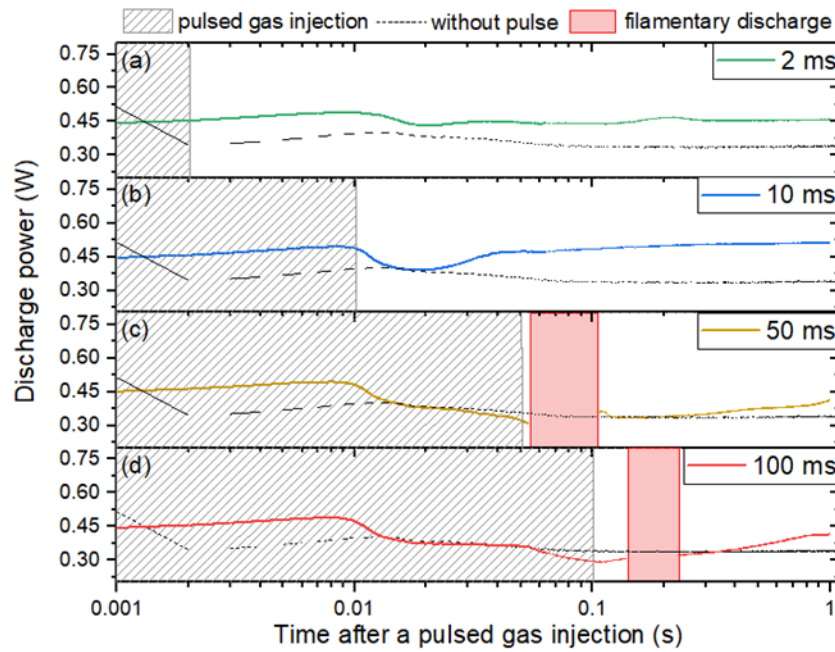 pulsed gas injection without pulse filamentary discharge
0.75 (a) 2 ms
0.60
0.45
0.30
0.75 (b) 10 ms
0.60
0.45
0.30
0.75 (c) 50 ms
0.60
0.45
0.30
0.75 (d) 100 ms
0.60
0.45
0.30
Discharge power (W)
0.001 0.01 0.1 1
Time after a pulsed gas injection (s)